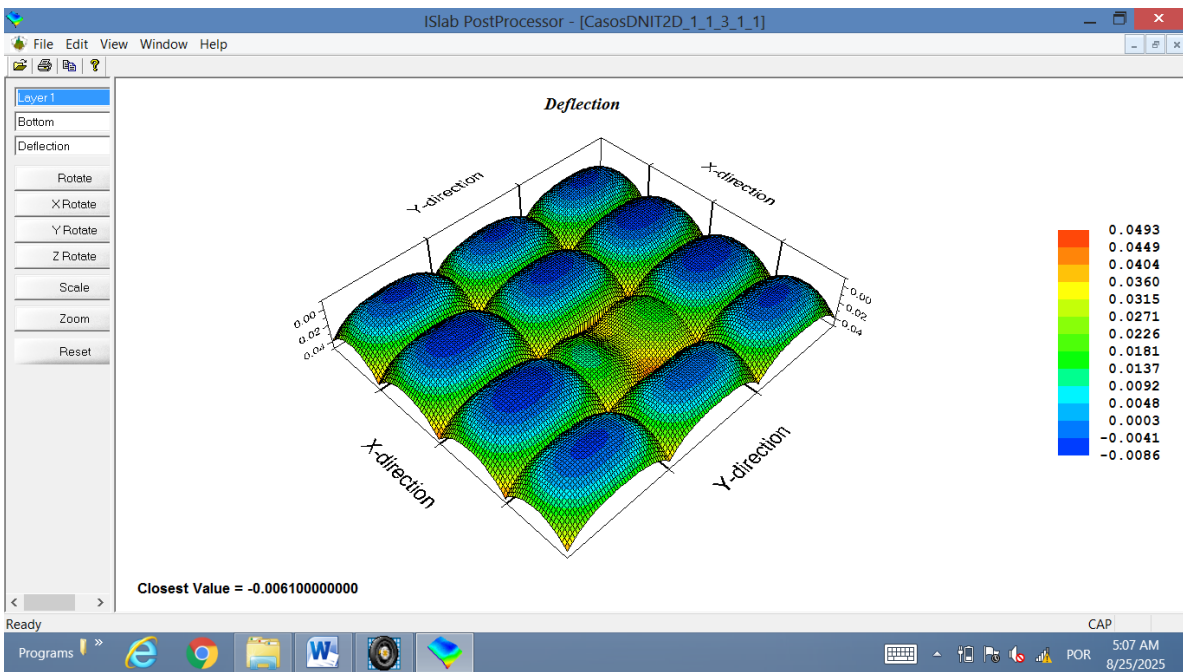 ISlab PostProcessor - [CasosDNIT2D_1_1_3_1_1]
File Edit View Window Help
Layer 1
Bottom
Deflection
Rotate
X Rotate
Y Rotate
Z Rotate
Scale
Zoom
Reset
Deflection
Y-direction
X-direction
0.00
0.02
0.04
0.00
0.02
0.04
X-direction
Y-direction
0.0493
0.0449
0.0404
0.0360
0.0315
0.0271
0.0226
0.0181
0.0137
0.0092
0.0048
0.0003
-0.0041
-0.0086
Closest Value = -0.006100000000
Ready
CAP
Programs
POR
5:07 AM
8/25/2025